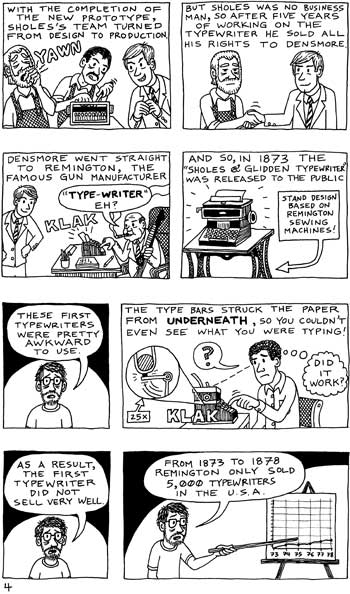 WITH THE COMPLETION OF
THE NEW PROTOTYPE,
SHOLES'S TEAM TURNED
FROM DESIGN TO PRODUCTION.
YAWN
BUT SHOLES WAS NO BUSINESS
MAN, SO AFTER FIVE YEARS
OF WORKING ON THE
TYPEWRITER HE SOLD ALL
HIS RIGHTS TO DENSMORE.
DENSMORE WENT STRAIGHT
TO REMINGTON, THE
FAMOUS GUN MANUFACTURER
"TYPE-WRITER"
EH?
KLAK
AND SO, IN 1873 THE
"SHOLES & GLIDDEN TYPEWRITER"
WAS RELEASED TO THE PUBLIC
STAND DESIGN
BASED ON
REMINGTON
SEWING
MACHINES!
THESE FIRST
TYPEWRITERS
WERE PRETTY
AWKWARD
TO USE.
THE TYPE BARS STRUCK THE PAPER
FROM UNDERNEATH, SO YOU COULDN'T
EVEN SEE WHAT YOU WERE TYPING!
?
DID
IT
WORK?
25X
KLAK
AS A RESULT,
THE FIRST
TYPEWRITER
DID NOT
SELL VERY WELL.
FROM 1873 TO 1878
REMINGTON ONLY SOLD
5,000 TYPEWRITERS
IN THE U.S.A.
73 74 75 76 77 78
4